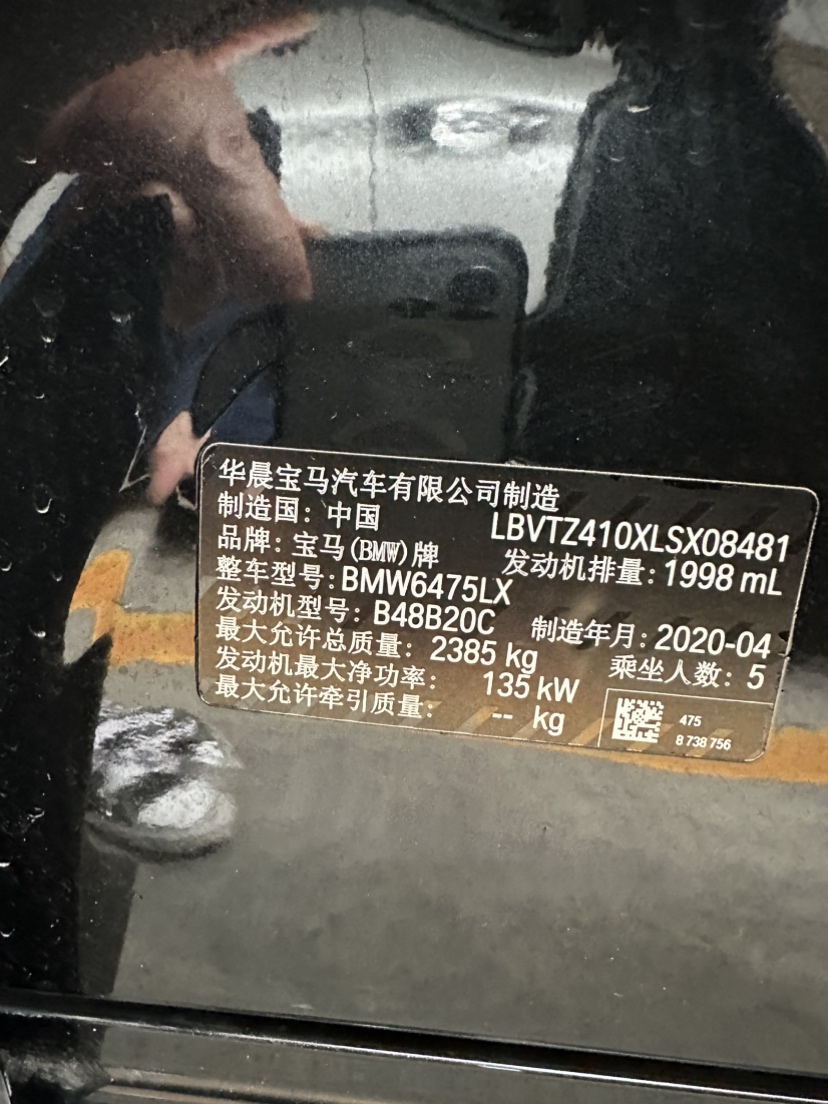 华晨宝马汽车有限公司制造
制造国：中国 LBVTZ410XLSX08481
品牌：宝马(BMW)牌 发动机排量：1998 mL
整车型号：BMW6475LX
发动机型号：B48B20C 制造年月：2020-04
最大允许总质量：2385 kg 乘坐人数：5
发动机最大净功率：135 kW
最大允许牵引质量：-- kg
475
8 738 756